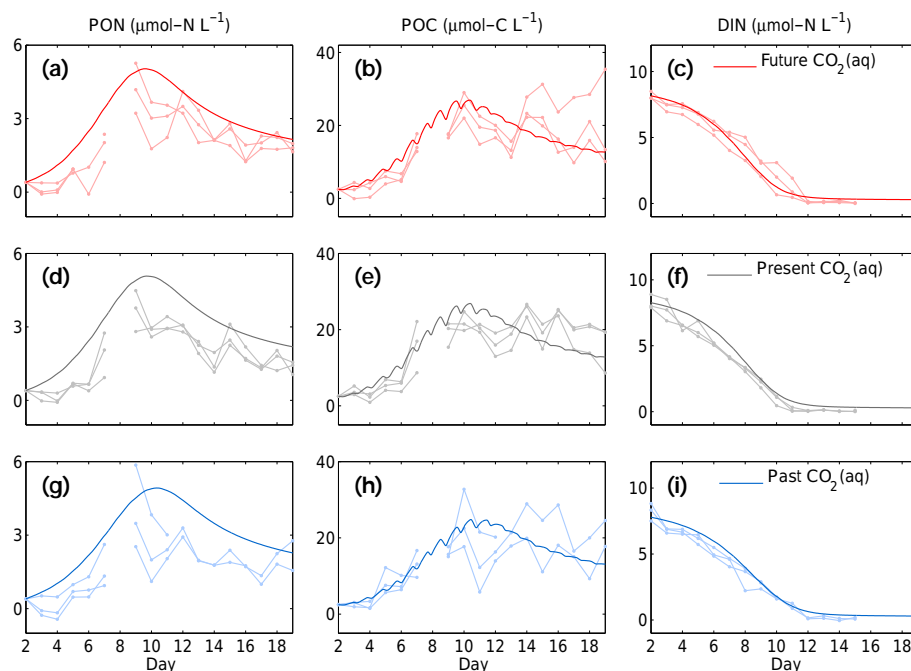 PON (μmol−N L⁻¹) POC (μmol−C L⁻¹) DIN (μmol−N L⁻¹)
(a) (b) (c) Future CO₂(aq)
6 40 10
3 20 5
0 0 0
(d) (e) (f) Present CO₂(aq)
6 40 10
3 20 5
0 0 0
(g) (h) (i) Past CO₂(aq)
6 40 10
3 20 5
0 0 0
2 4 6 8 10 12 14 16 18 2 4 6 8 10 12 14 16 18 2 4 6 8 10 12 14 16 18
Day Day Day